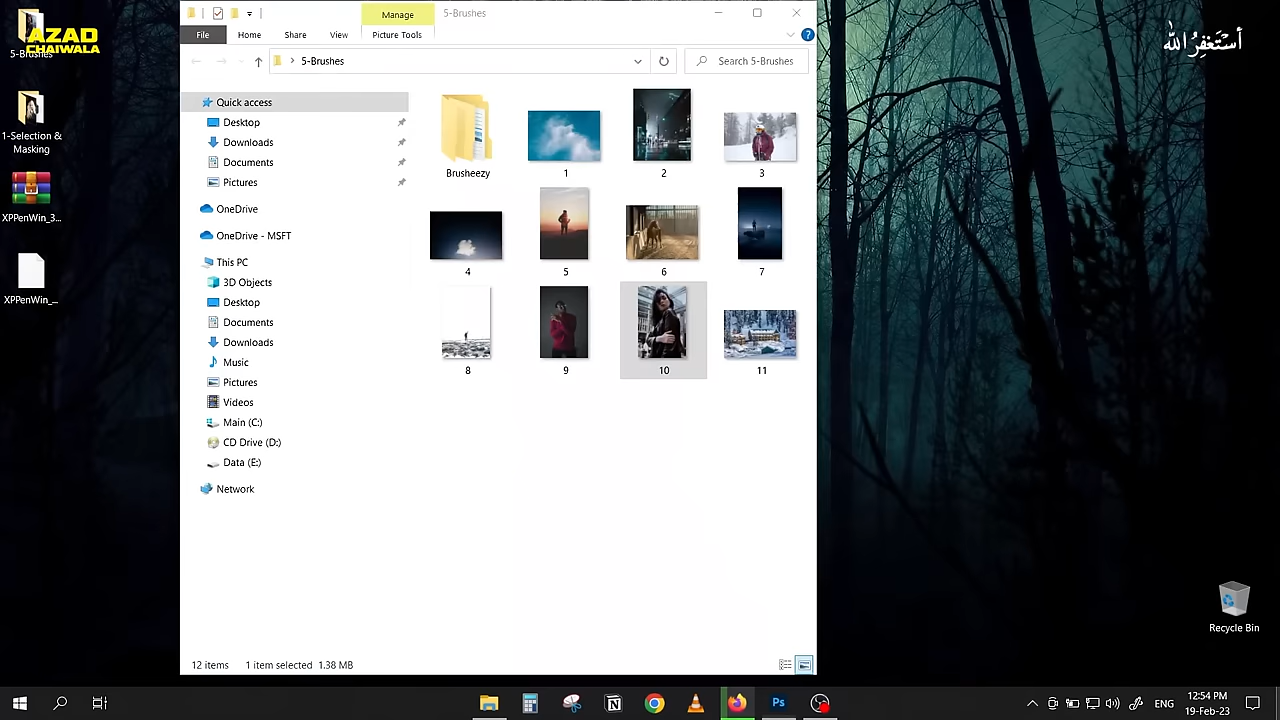 AZAD
CHAIWALA
5-Brushes
1-Selection &
Masking
XPPenWin_3...
XPPenWin_...
Manage
5-Brushes
File
Home
Share
View
Picture Tools
?
5-Brushes
Search 5-Brushes
Quick access
Desktop
Downloads
Documents
Pictures
OneDrive
OneDrive - MSFT
This PC
3D Objects
Desktop
Documents
Downloads
Music
Pictures
Videos
Main (C:)
CD Drive (D:)
Data (E:)
Network
Brusheezy
1
2
3
4
5
6
7
8
9
10
11
12 items
1 item selected 1.38 MB
أستغفر الله
Recycle Bin
Ps
ENG
12:54 PM
19-Feb-23